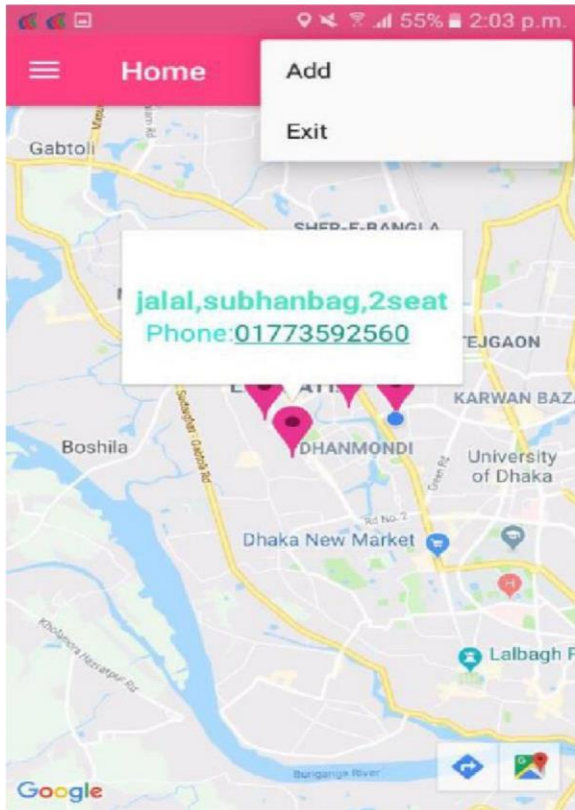 55% 2:03 p.m.
Home
Add
Exit
Gabtoli
SHER-E-BANGLA
jalal,subhanbag,2seat
Phone:01773592560
TEJGAON
KARWAN BAZA
Boshila
DHANMONDI
University
of Dhaka
Green Rd
Rd No. 2
Dhaka New Market
H
Lalbagh F
Buriganga River
Google